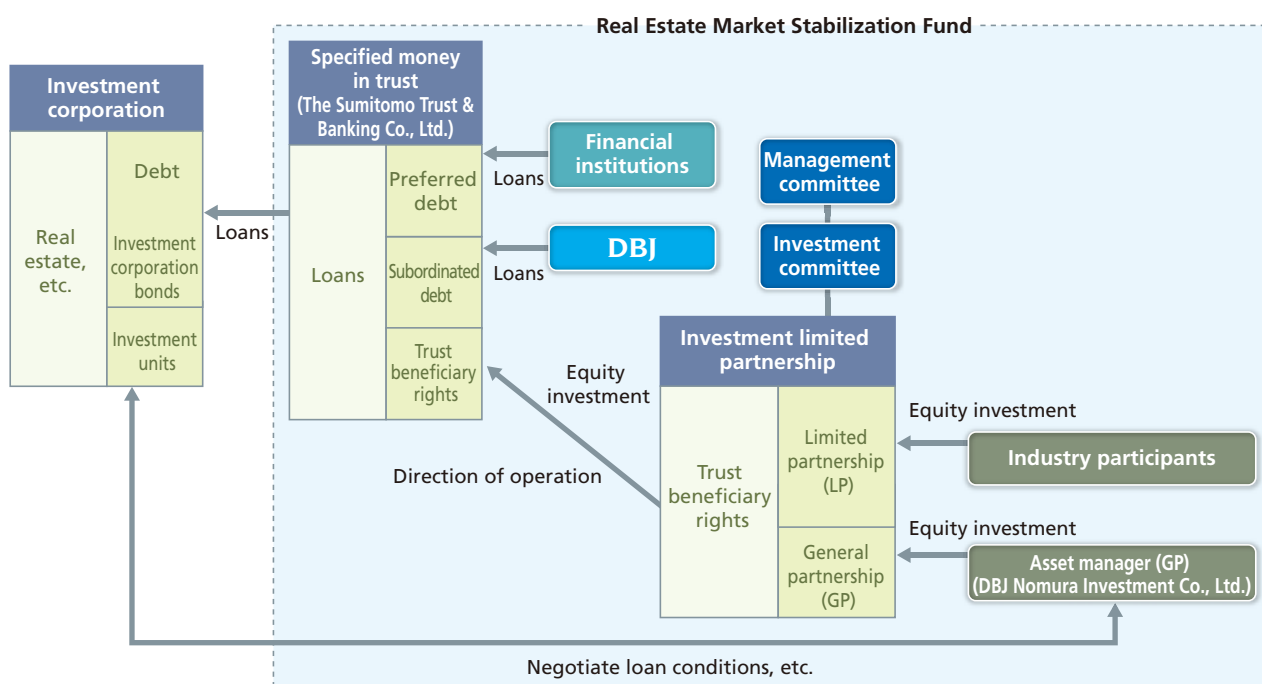 Real Estate Market Stabilization Fund
Investment
corporation
Real
estate,
etc.
Debt
Investment
corporation
bonds
Investment
units
Loans
Specified money
in trust
(The Sumitomo Trust &
Banking Co., Ltd.)
Loans
Preferred
debt
Subordinated
debt
Trust
beneficiary
rights
Financial
institutions
Loans
DBJ
Loans
Management
committee
Investment
committee
Investment limited
partnership
Trust
beneficiary
rights
Limited
partnership
(LP)
General
partnership
(GP)
Equity
investment
Direction of operation
Equity investment
Industry participants
Equity investment
Asset manager (GP)
(DBJ Nomura Investment Co., Ltd.)
Negotiate loan conditions, etc.